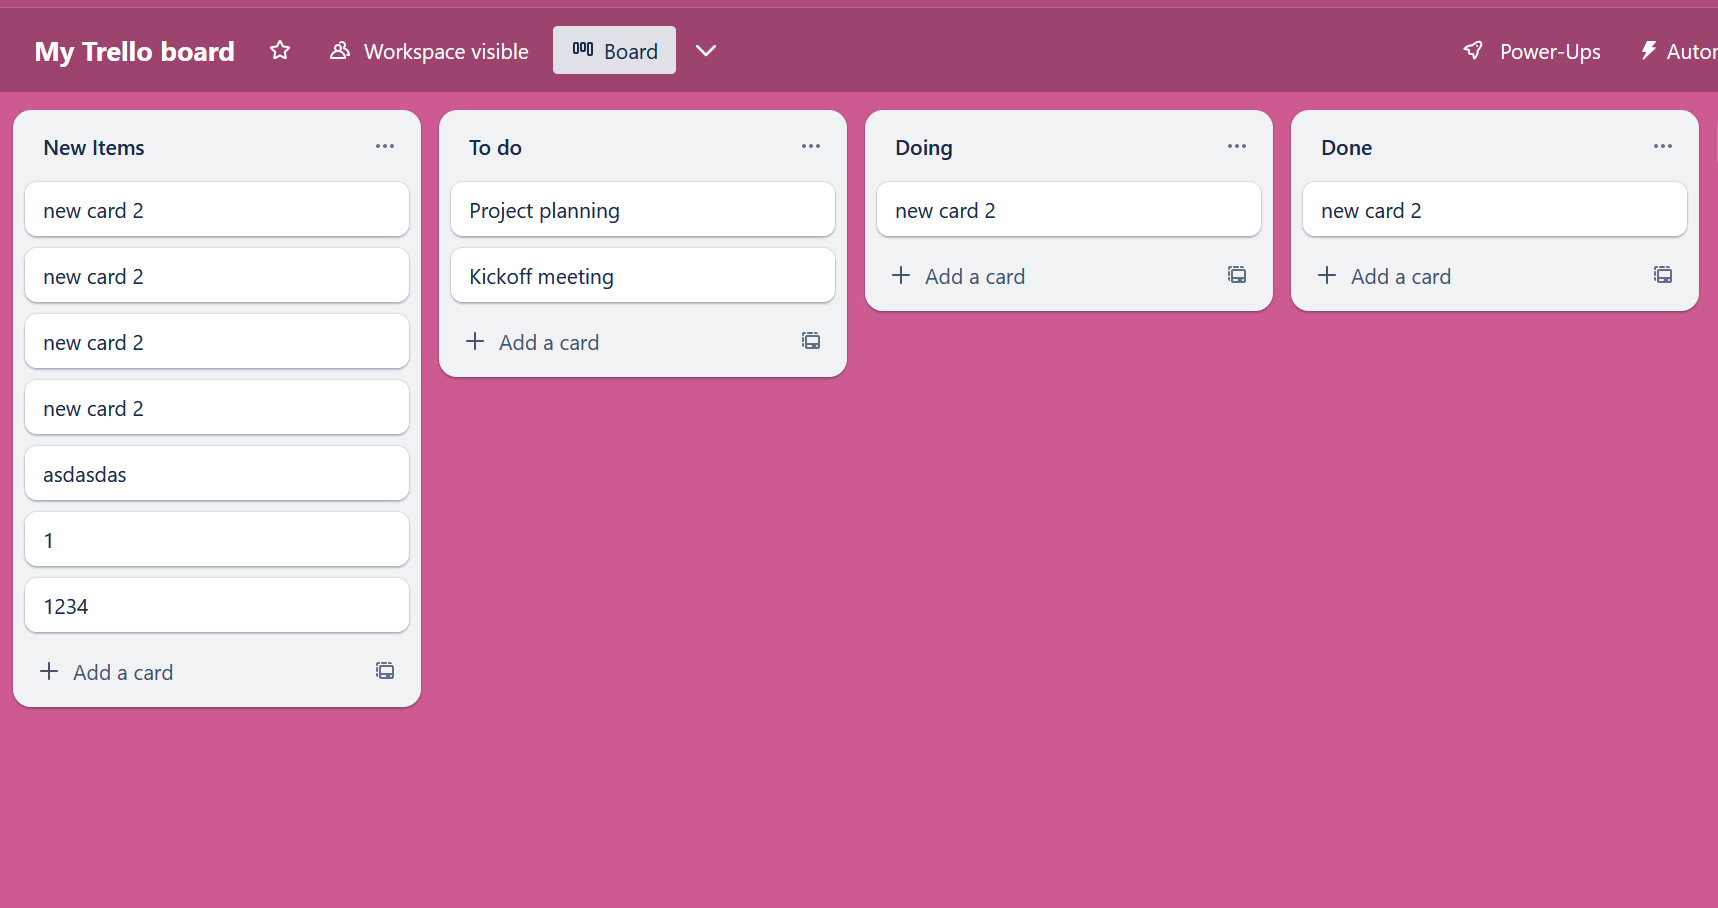 My Trello board
Workspace visible
Board
Power-Ups
New Items
new card 2
new card 2
new card 2
new card 2
asdasdas
1
1234
Add a card
To do
Project planning
Kickoff meeting
Add a card
Doing
new card 2
Add a card
Done
new card 2
Add a card